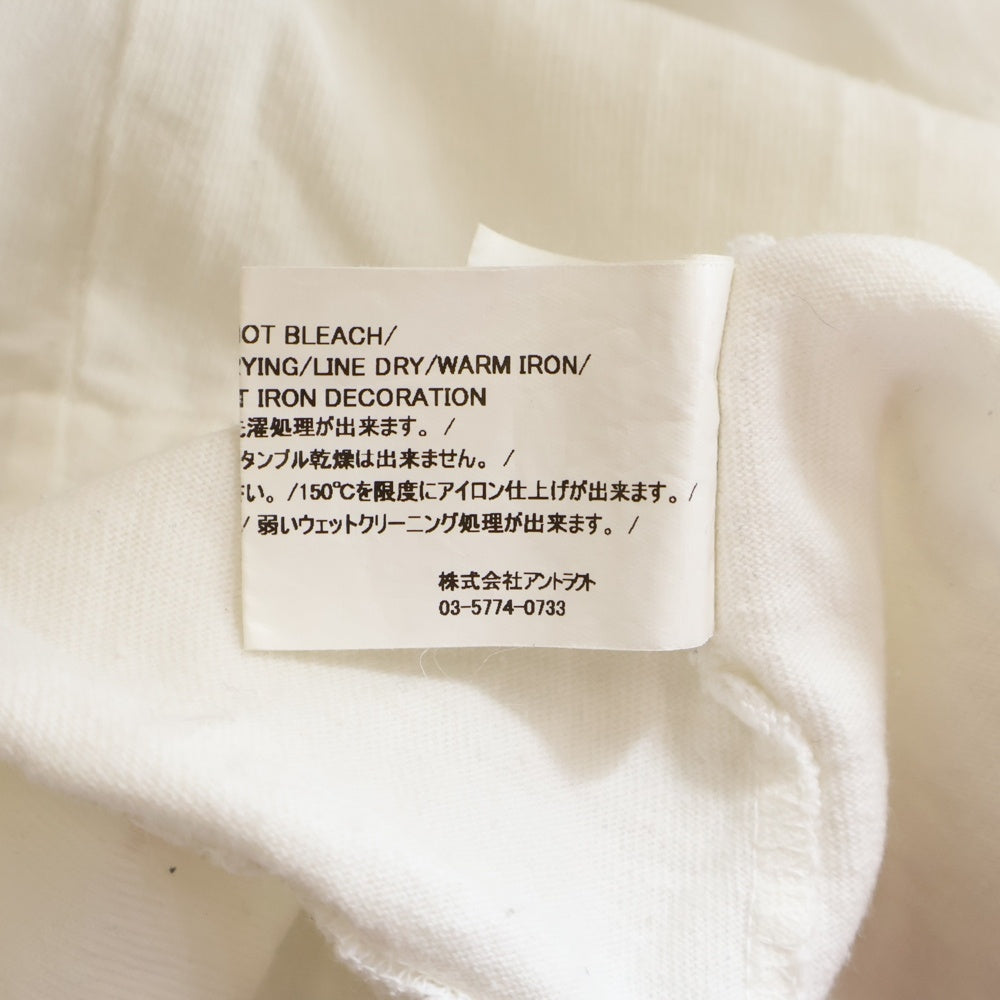 OT BLEACH/
YING/LINE DRY/WARM IRON/
T IRON DECORATION
濯処理が出来ます。 /
タンブル乾燥は出来ません。 /
い。/150℃を限度にアイロン仕上げが出来ます。 /
/ 弱いウェットクリーニング処理が出来ます。 /
株式会社アントラクト
03-5774-0733